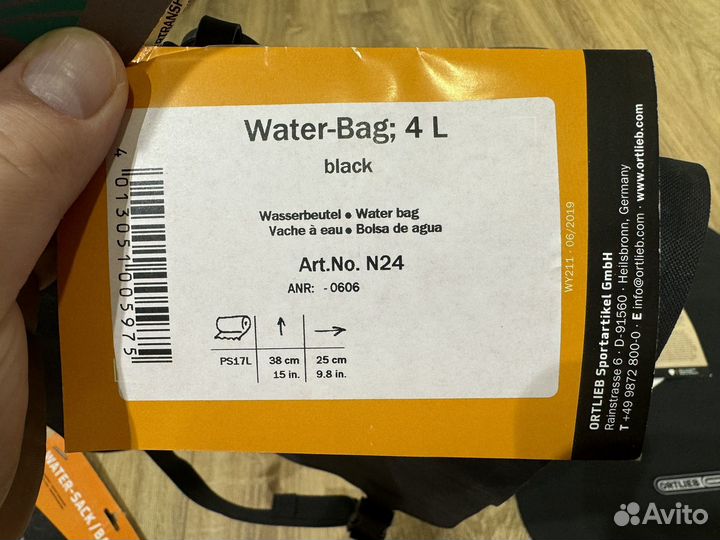 Water-Bag; 4 L
black
Wasserbeutel • Water bag
Vache à eau • Bolsa de agua
Art.No. N24
ANR: - 0606
PS17L 38 cm 25 cm
15 in. 9.8 in.
4 013051 005975
WY211 · 06/2019
ORTLIEB Sportartikel GmbH
Rainstrasse 6 · D-91560 · Heilsbronn, Germany
T +49 9872 800-0 · E info@ortlieb.com · www.ortlieb.com
WATER-SACK/B
ORTLIEB
Avito